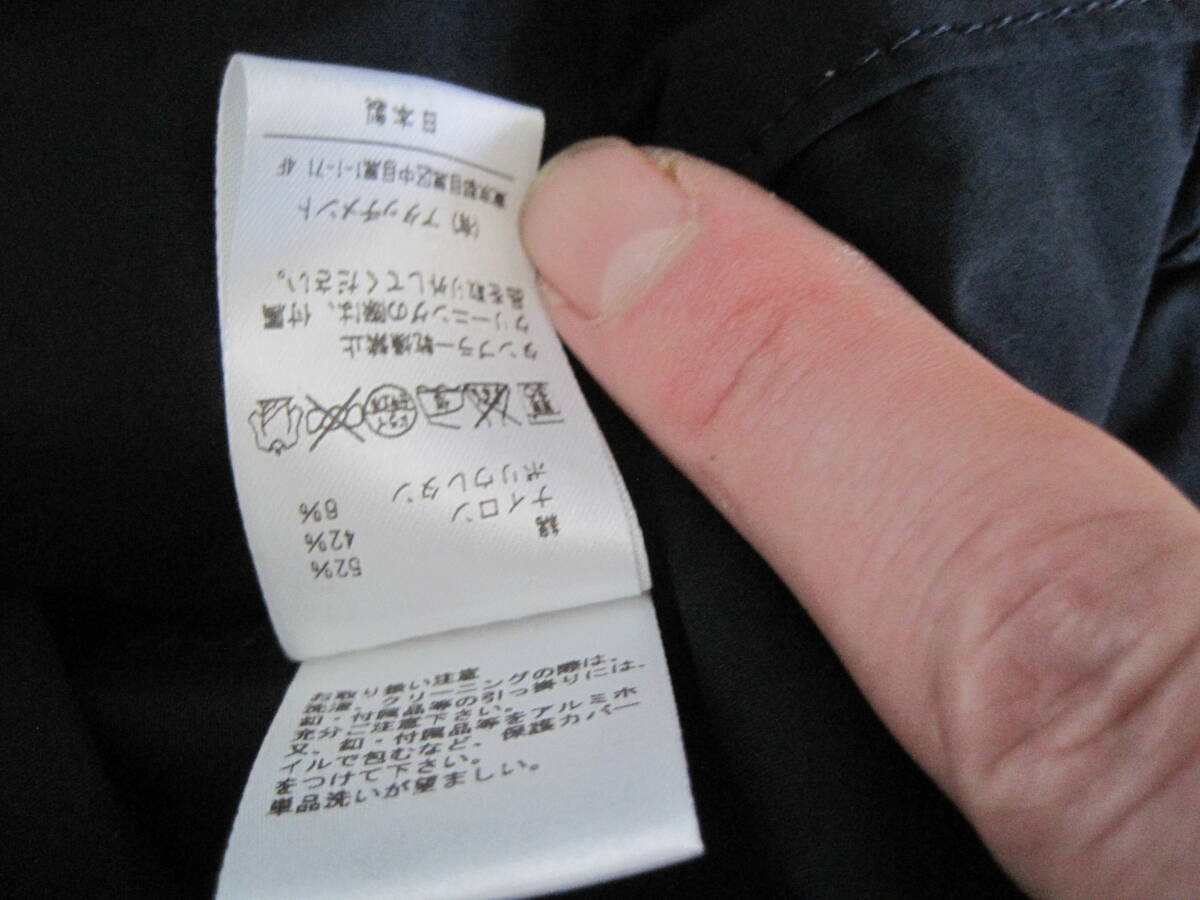 綿 52%
ナイロン 42%
ポリウレタン 6%
タンブラー乾燥禁止
クリーニングの際は、付属
品を取り外してください。
(有) アタッチメント
東京都目黒区中目黒1-1-71 4F
日本製
お取り扱い注意
洗濯、クリーニングの際は、
釦・付属品等の引っ掛りには、
充分ご注意下さい。
又、釦・付属品等をアルミホ
イルで包むなど、保護カバー
をつけて下さい。
単品洗いが望ましい。